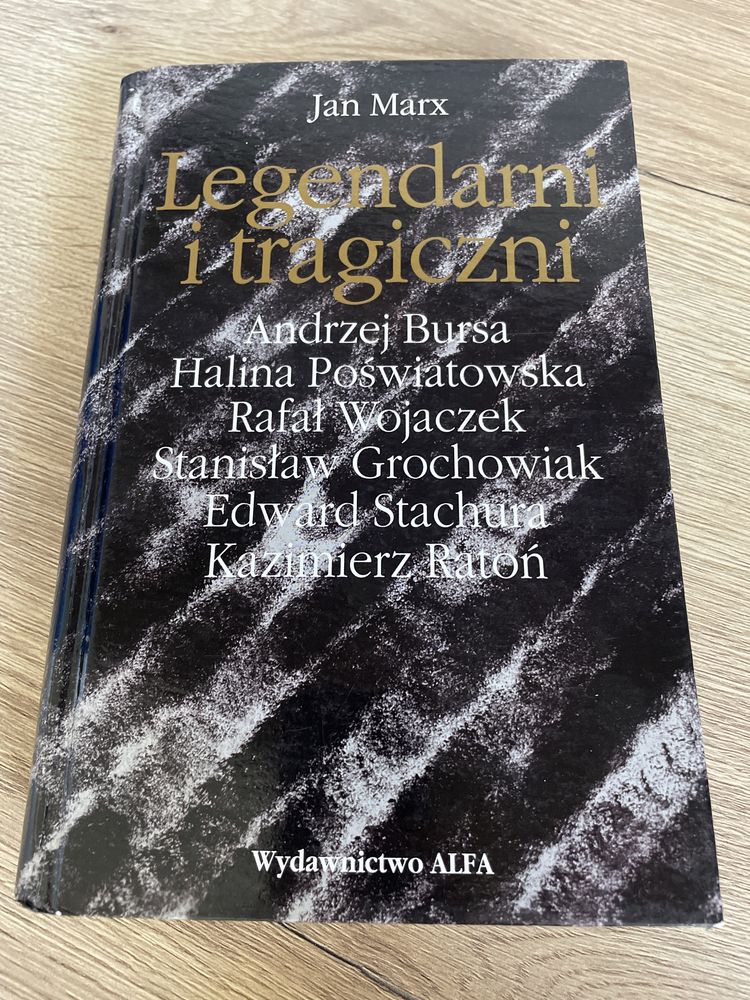 Jan Marx
Legendarni
i tragiczni
Andrzej Bursa
Halina Poświatowska
Rafał Wojaczek
Stanisław Grochowiak
Edward Stachura
Kazimierz Ratoń
Wydawnictwo ALFA